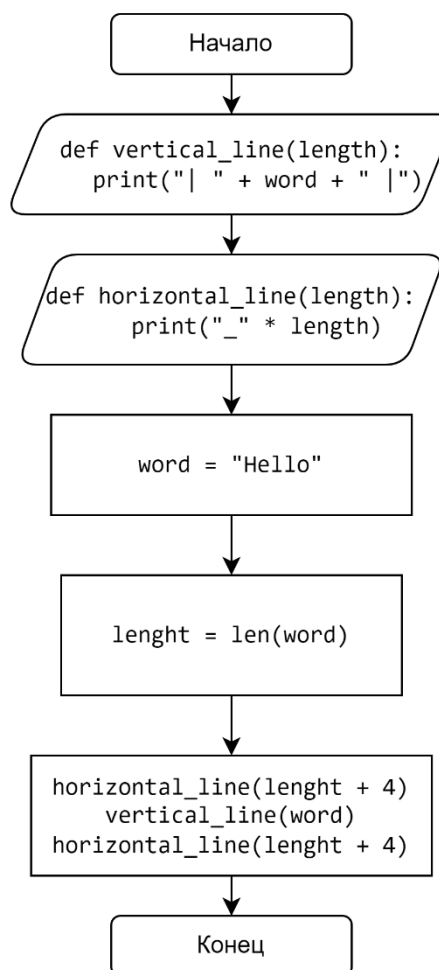 Начало
def vertical_line(length):
print("| " + word + " |")
def horizontal_line(length):
print("_" * length)
word = "Hello"
lenght = len(word)
horizontal_line(lenght + 4)
vertical_line(word)
horizontal_line(lenght + 4)
Конец